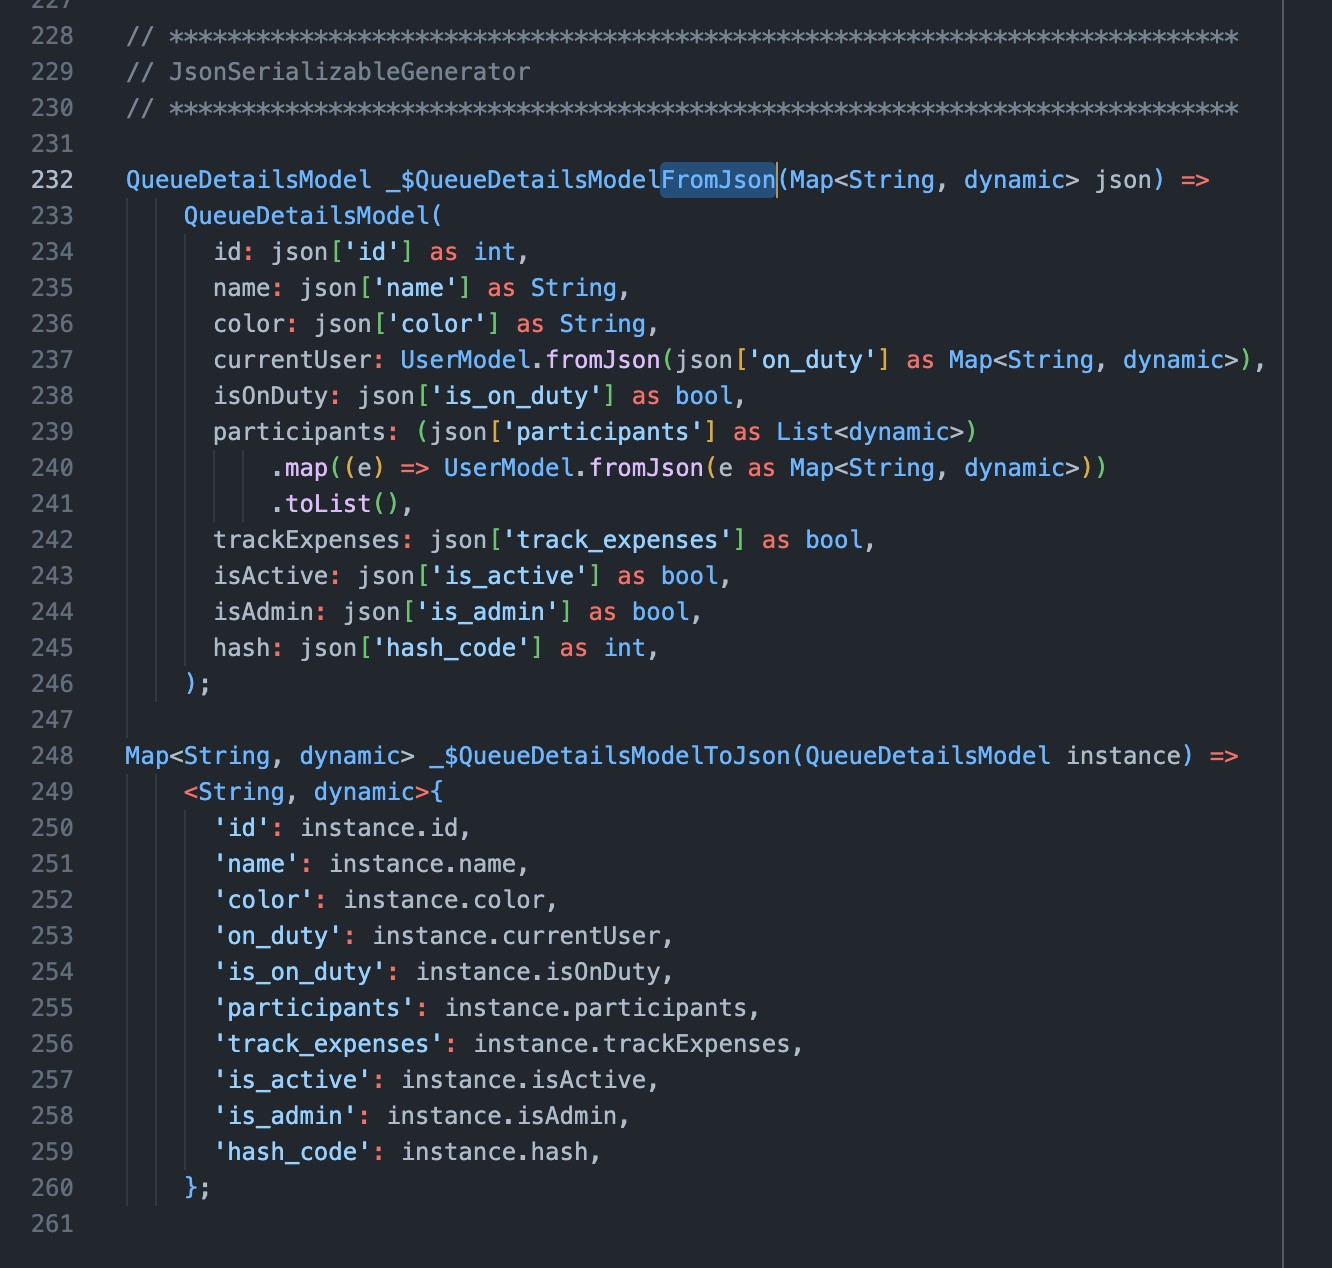 227
228 // **************************************************************************
229 // JsonSerializableGenerator
230 // **************************************************************************
231
232 QueueDetailsModel _$QueueDetailsModelFromJson(Map<String, dynamic> json) =>
233     QueueDetailsModel(
234       id: json['id'] as int,
235       name: json['name'] as String,
236       color: json['color'] as String,
237       currentUser: UserModel.fromJson(json['on_duty'] as Map<String, dynamic>),
238       isOnDuty: json['is_on_duty'] as bool,
239       participants: (json['participants'] as List<dynamic>)
240           .map((e) => UserModel.fromJson(e as Map<String, dynamic>))
241           .toList(),
242       trackExpenses: json['track_expenses'] as bool,
243       isActive: json['is_active'] as bool,
244       isAdmin: json['is_admin'] as bool,
245       hash: json['hash_code'] as int,
246     );
247
248 Map<String, dynamic> _$QueueDetailsModelToJson(QueueDetailsModel instance) =>
249     <String, dynamic>{
250       'id': instance.id,
251       'name': instance.name,
252       'color': instance.color,
253       'on_duty': instance.currentUser,
254       'is_on_duty': instance.isOnDuty,
255       'participants': instance.participants,
256       'track_expenses': instance.trackExpenses,
257       'is_active': instance.isActive,
258       'is_admin': instance.isAdmin,
259       'hash_code': instance.hash,
260     };
261